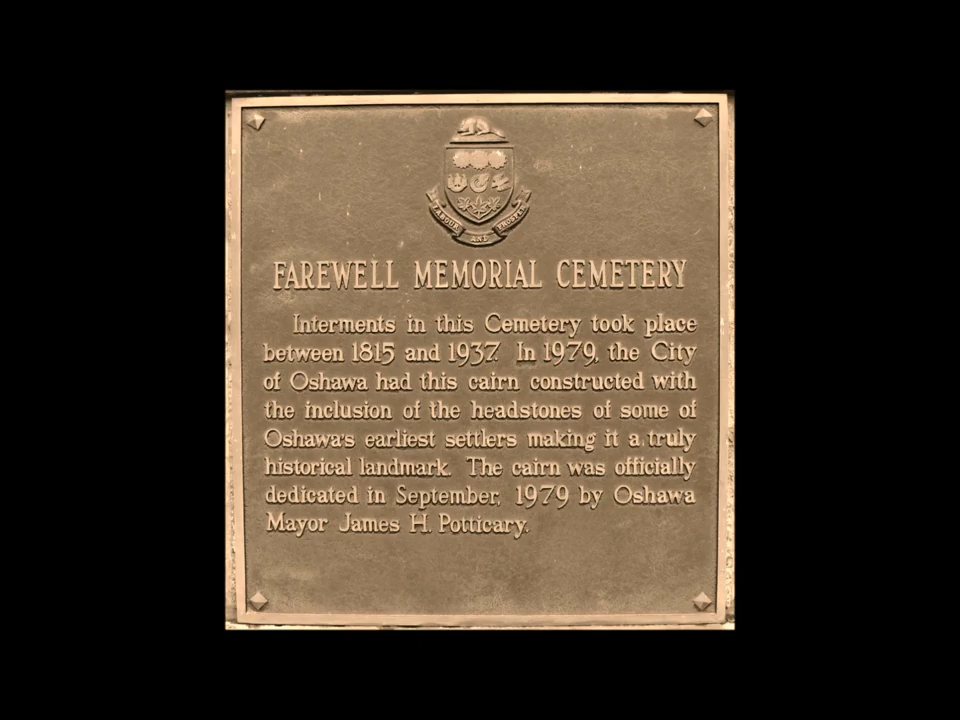 LABOUR AND PROSPER
FAREWELL MEMORIAL CEMETERY
Interments in this Cemetery took place
between 1815 and 1937. In 1979, the City
of Oshawa had this cairn constructed with
the inclusion of the headstones of some of
Oshawa's earliest settlers making it a truly
historical landmark. The cairn was officially
dedicated in September, 1979 by Oshawa
Mayor James H. Potticary.